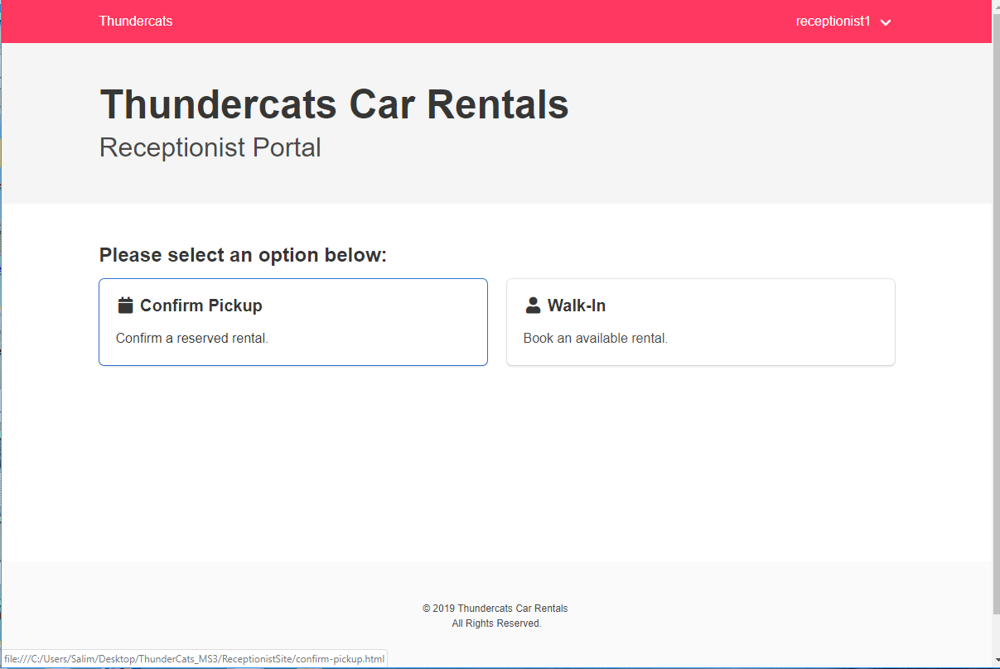 Thundercats
receptionist1
Thundercats Car Rentals
Receptionist Portal
Please select an option below:
Confirm Pickup
Confirm a reserved rental.
Walk-In
Book an available rental.
© 2019 Thundercats Car Rentals
All Rights Reserved.
file:///C:/Users/Salim/Desktop/ThunderCats_MS3/ReceptionistSite/confirm-pickup.html